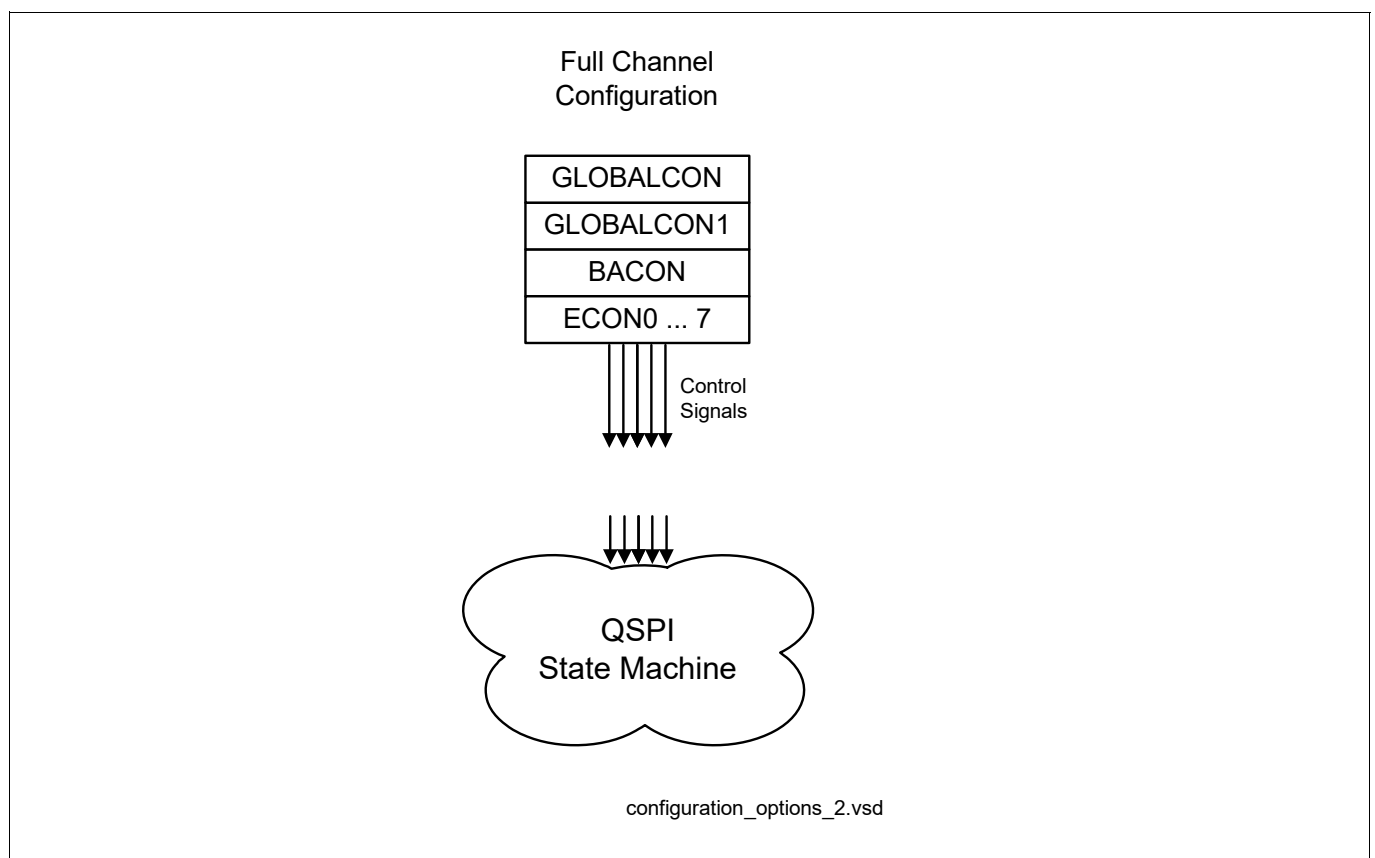 Full Channel
Configuration
GLOBALCON
GLOBALCON1
BACON
ECON0 ... 7
Control
Signals
QSPI
State Machine
configuration_options_2.vsd